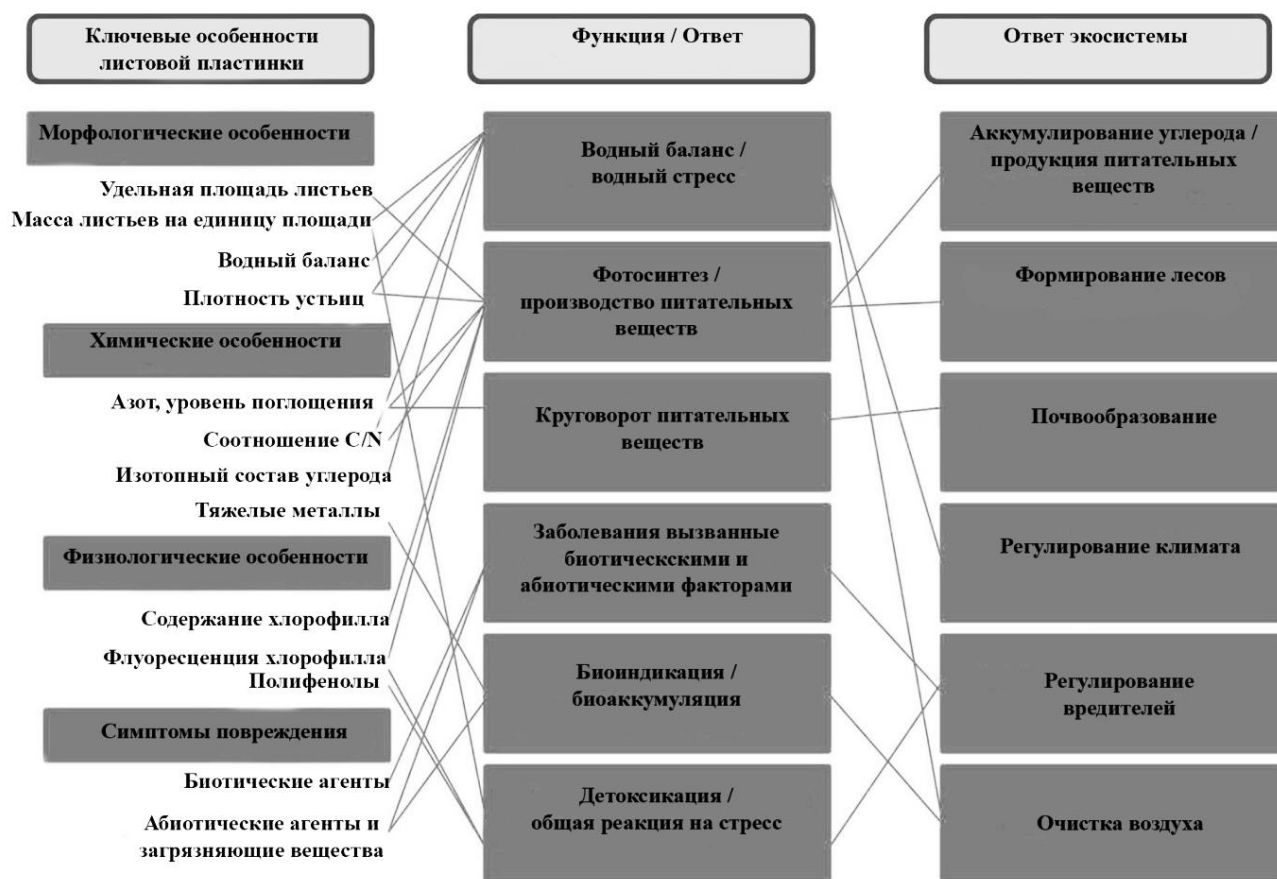 Ключевые особенности
листовой пластинки
Морфологические особенности
Удельная площадь листьев
Масса листьев на единицу площади
Водный баланс
Плотность устьиц
Химические особенности
Азот, уровень поглощения
Соотношение C/N
Изотопный состав углерода
Тяжелые металлы
Физиологические особенности
Содержание хлорофилла
Флуоресценция хлорофилла
Полифенолы
Симптомы повреждения
Биотические агенты
Абиотические агенты и
загрязняющие вещества
Функция / Ответ
Водный баланс /
водный стресс
Фотосинтез /
производство питательных
веществ
Круговорот питательных
веществ
Заболевания вызванные
биотическскими и
абиотическими факторами
Биоиндикация /
биоаккумуляция
Детоксикация /
общая реакция на стресс
Ответ экосистемы
Аккумулирование углерода /
продукция питательных
веществ
Формирование лесов
Почвообразование
Регулирование климата
Регулирование
вредителей
Очистка воздуха